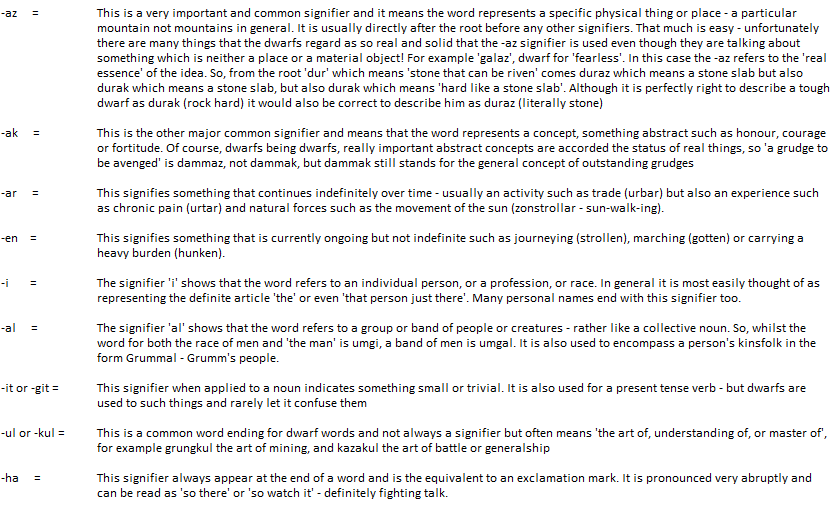 -az = This is a very important and common signifier and it means the word represents a specific physical thing or place - a particular
mountain not mountains in general. It is usually directly after the root before any other signifiers. That much is easy - unfortunately
there are many things that the dwarfs regard as so real and solid that the -az signifier is used even though they are talking about
something which is neither a place or a material object! For example 'galaz', dwarf for 'fearless'. In this case the -az refers to the 'real
essence' of the idea. So, from the root 'dur' which means 'stone that can be riven' comes duraz which means a stone slab but also
durak which means a stone slab, but also durak which means 'hard like a stone slab'. Although it is perfectly right to describe a tough
dwarf as durak (rock hard) it would also be correct to describe him as duraz (literally stone)
-ak = This is the other major common signifier and means that the word represents a concept, something abstract such as honour, courage
or fortitude. Of course, dwarfs being dwarfs, really important abstract concepts are accorded the status of real things, so 'a grudge to
be avenged' is dammaz, not dammak, but dammak still stands for the general concept of outstanding grudges
-ar = This signifies something that continues indefinitely over time - usually an activity such as trade (urbar) but also an experience such
as chronic pain (urtar) and natural forces such as the movement of the sun (zonstrollar - sun-walk-ing).
-en = This signifies something that is currently ongoing but not indefinite such as journeying (strollen), marching (gotten) or carrying a
heavy burden (hunken).
-i = The signifier 'i' shows that the word refers to an individual person, or a profession, or race. In general it is most easily thought of as
representing the definite article 'the' or even 'that person just there'. Many personal names end with this signifier too.
-al = The signifier 'al' shows that the word refers to a group or band of people or creatures - rather like a collective noun. So, whilst the
word for both the race of men and 'the man' is umgi, a band of men is umgal. It is also used to encompass a person's kinsfolk in the
form Grummal - Grumm's people.
-it or -git = This signifier when applied to a noun indicates something small or trivial. It is also used for a present tense verb - but dwarfs are
used to such things and rarely let it confuse them
-ul or -kul = This is a common word ending for dwarf words and not always a signifier but often means 'the art of, understanding of, or master of',
for example grungkul the art of mining, and kazakul the art of battle or generalship
-ha = This signifier always appear at the end of a word and is the equivalent to an exclamation mark. It is pronounced very abruptly and
can be read as 'so there' or 'so watch it' - definitely fighting talk.